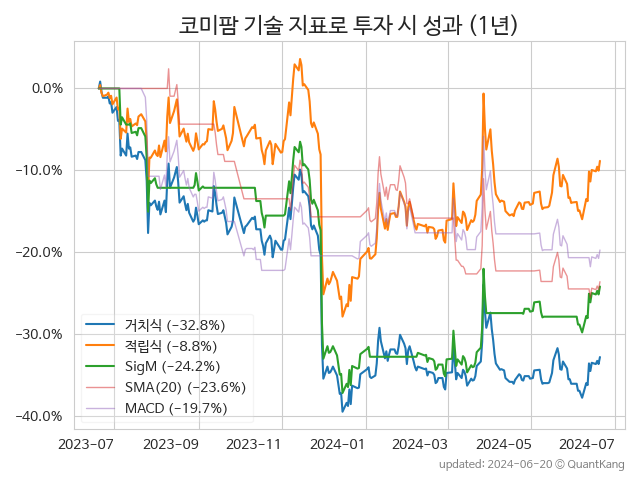 코미팜 기술 지표로 투자 시 성과 (1년)
0.0%
−10.0%
−20.0%
−30.0%
−40.0%
거치식 (−32.8%)
적립식 (−8.8%)
SigM (−24.2%)
SMA(20) (−23.6%)
MACD (−19.7%)
2023-07 2023-09 2023-11 2024-01 2024-03 2024-05 2024-07
updated: 2024-06-20 © QuantKang